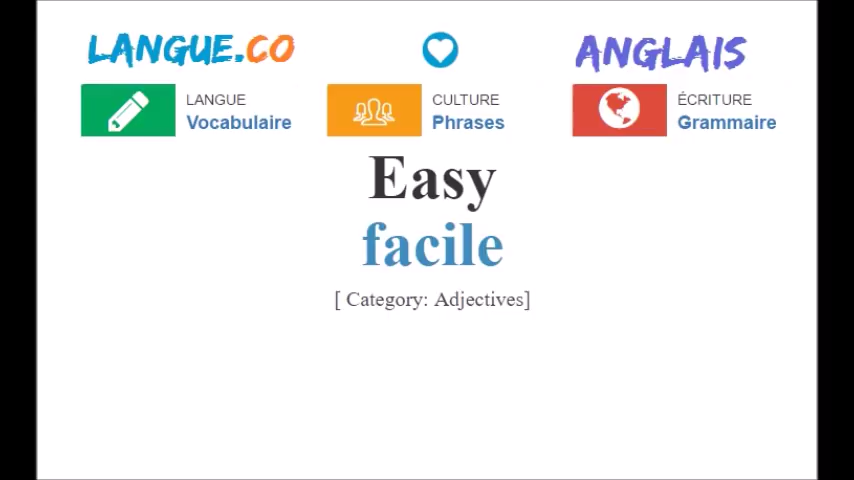 LANGUE.CO
ANGLAIS
LANGUE
Vocabulaire
CULTURE
Phrases
ÉCRITURE
Grammaire
Easy
facile
[ Category: Adjectives]